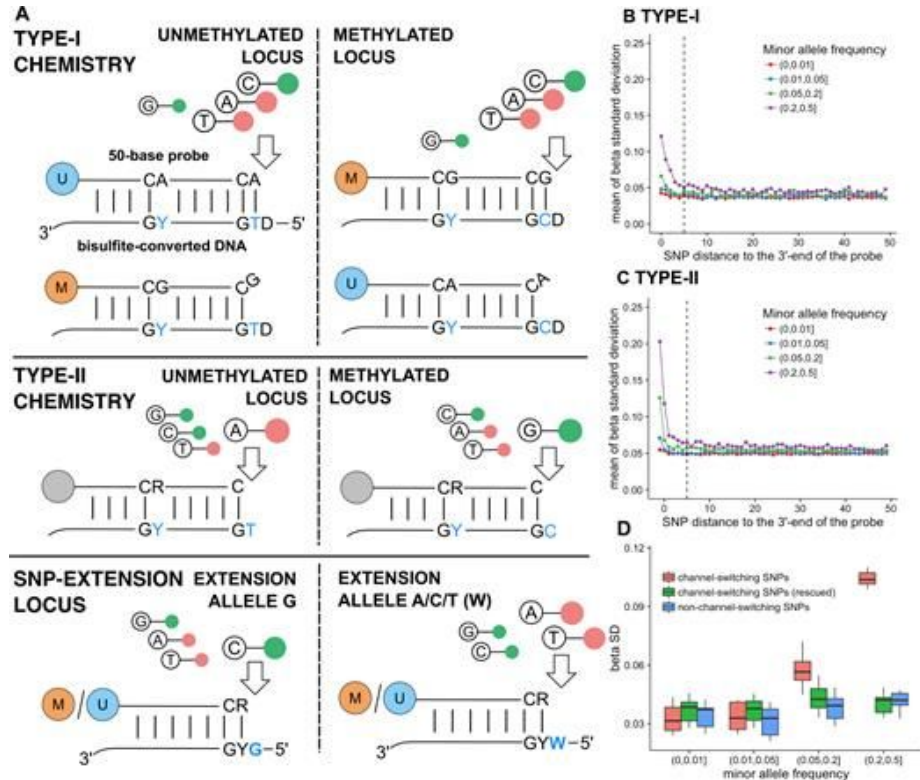 A
TYPE-I
CHEMISTRY
UNMETHYLATED
LOCUS
METHYLATED
LOCUS
C
A
T
G
50-base probe
U
CA
CA
3'
GY
GTD–5'
bisulfite-converted DNA
M
CG
CG
GY
GTD
C
A
T
G
M
CG
CG
GY
GCD
U
CA
CA
GY
GCD
TYPE-II
CHEMISTRY
UNMETHYLATED
LOCUS
METHYLATED
LOCUS
G
C
T
A
CR
C
GY
GT
C
A
T
G
CR
C
GY
GC
SNP-EXTENSION
LOCUS
EXTENSION
ALLELE G
EXTENSION
ALLELE A/C/T (W)
G
A
T
C
M / U
CR
3'
GYG–5'
G
C
A
T
M / U
CR
3'
GYW–5'
B TYPE-I
mean of beta standard deviation
0.25
0.20
0.15
0.10
0.05
0.00
Minor allele frequency
(0,0.01]
(0.01,0.05]
(0.05,0.2]
(0.2,0.5]
0 10 20 30 40 50
SNP distance to the 3'-end of the probe
C TYPE-II
mean of beta standard deviation
0.25
0.20
0.15
0.10
0.05
0.00
Minor allele frequency
(0,0.01]
(0.01,0.05]
(0.05,0.2]
(0.2,0.5]
0 10 20 30 40 50
SNP distance to the 3'-end of the probe
D
beta SD
0.12
0.09
0.06
0.03
channel-switching SNPs
channel-switching SNPs (rescued)
non-channel-switching SNPs
(0,0.01] (0.01,0.05] (0.05,0.2] (0.2,0.5]
minor allele frequency